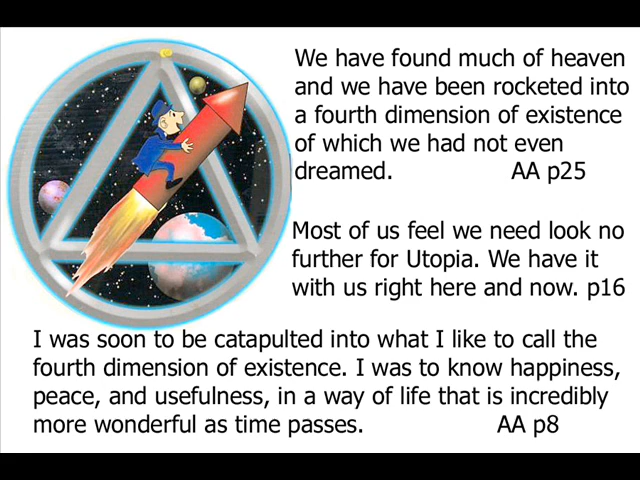 We have found much of heaven
and we have been rocketed into
a fourth dimension of existence
of which we had not even
dreamed. AA p25
Most of us feel we need look no
further for Utopia. We have it
with us right here and now. p16
I was soon to be catapulted into what I like to call the
fourth dimension of existence. I was to know happiness,
peace, and usefulness, in a way of life that is incredibly
more wonderful as time passes. AA p8